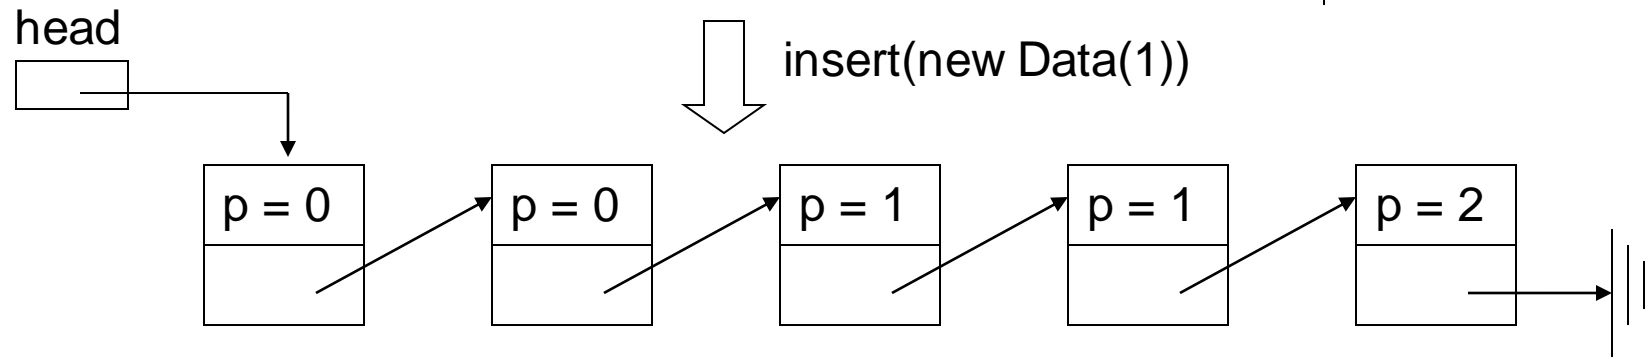 head
insert(new Data(1))
p = 0
p = 0
p = 1
p = 1
p = 2